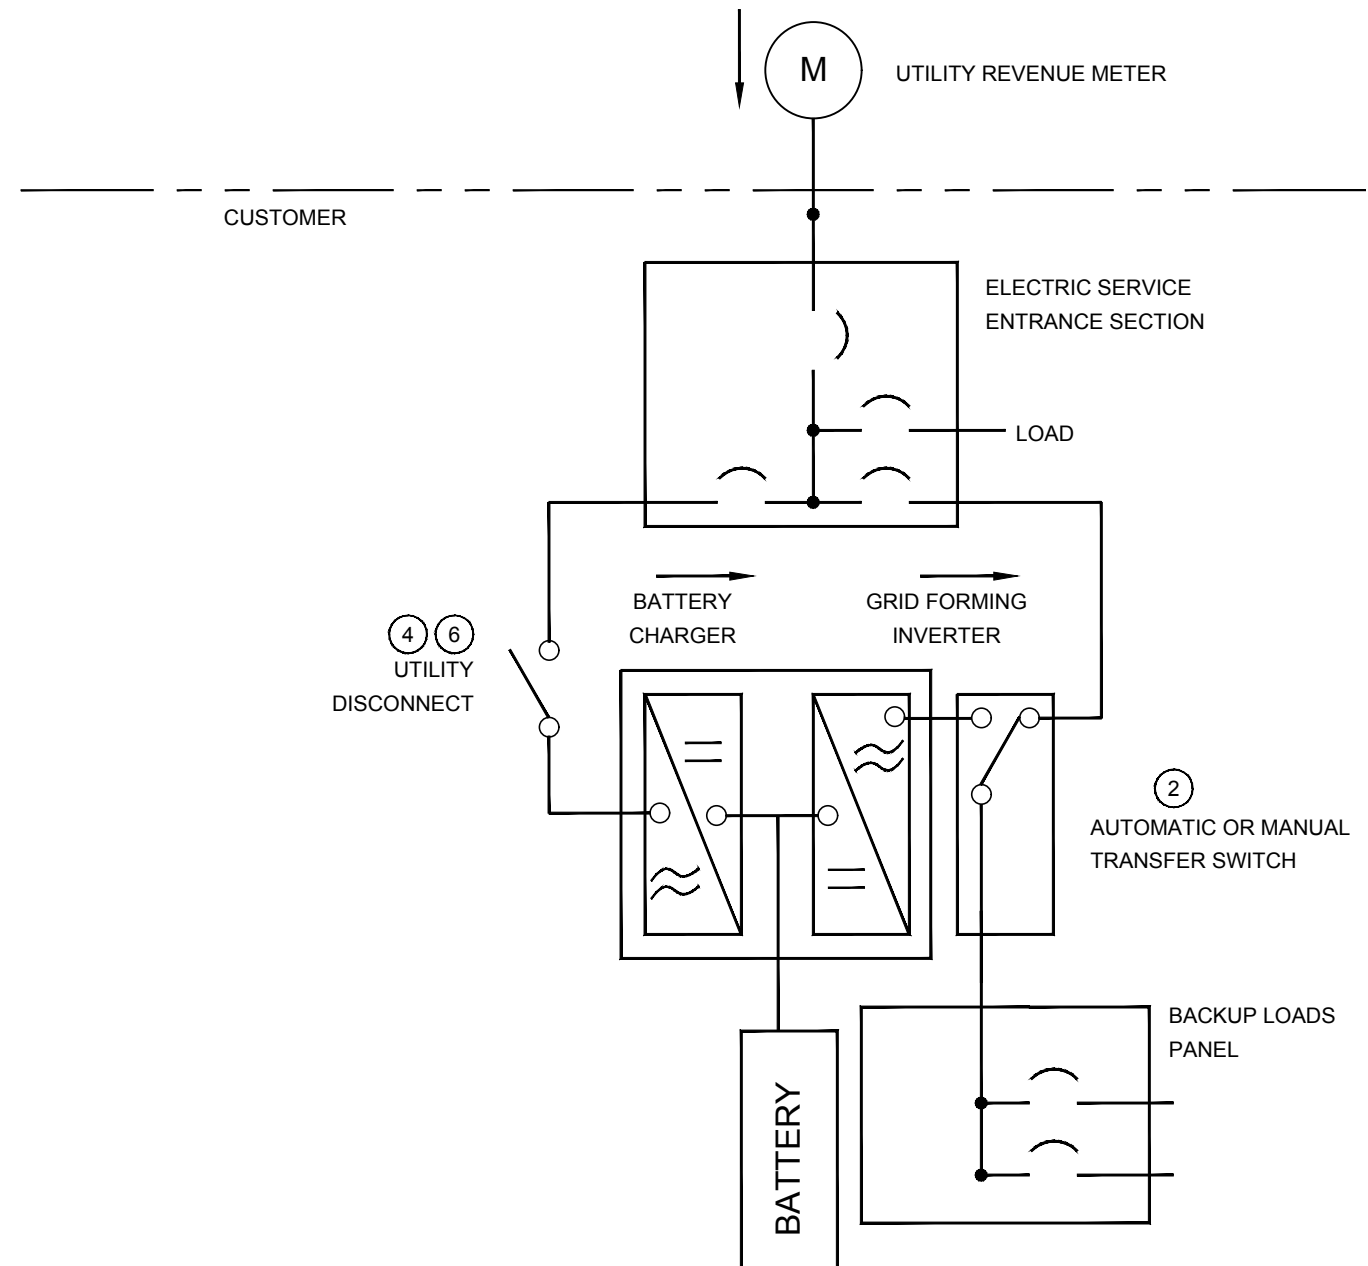 M
UTILITY REVENUE METER
CUSTOMER
ELECTRIC SERVICE
ENTRANCE SECTION
LOAD
BATTERY
CHARGER
GRID FORMING
INVERTER
4 6
UTILITY
DISCONNECT
2
AUTOMATIC OR MANUAL
TRANSFER SWITCH
BACKUP LOADS
PANEL
BATTERY